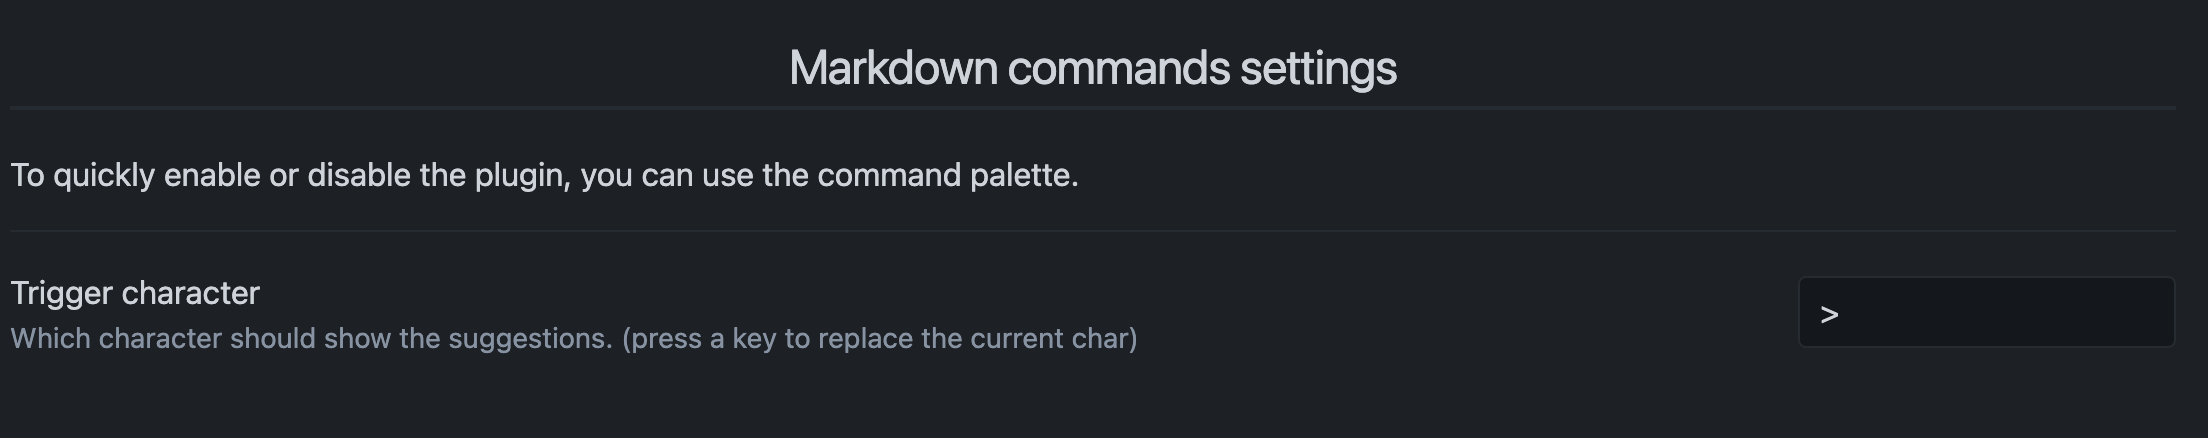 Markdown commands settings
To quickly enable or disable the plugin, you can use the command palette.
Trigger character
>
Which character should show the suggestions. (press a key to replace the current char)